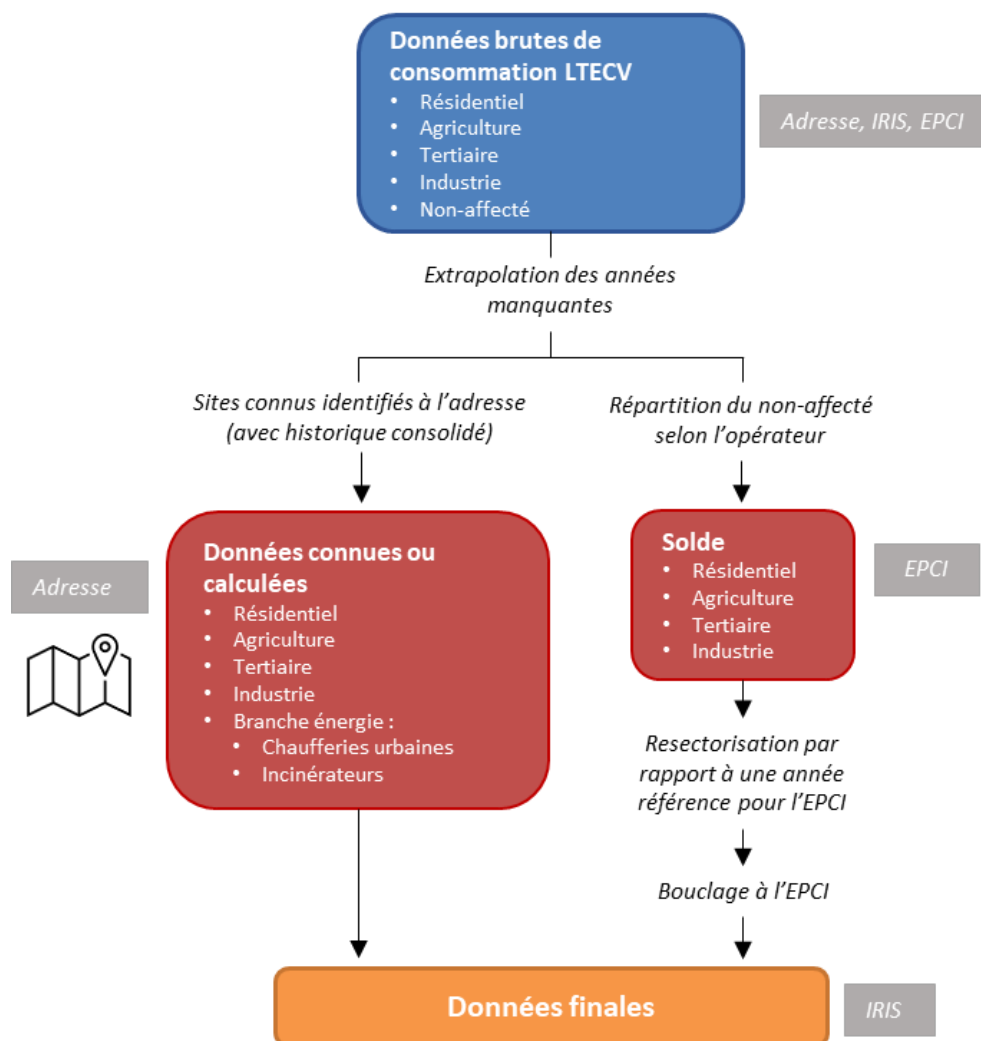 Données brutes de
consommation LTECV
• Résidentiel
• Agriculture
• Tertiaire
• Industrie
• Non-affecté
Adresse, IRIS, EPCI
Extrapolation des années
manquantes
Sites connus identifiés à l'adresse
(avec historique consolidé)
Répartition du non-affecté
selon l'opérateur
Adresse
Données connues ou
calculées
• Résidentiel
• Agriculture
• Tertiaire
• Industrie
• Branche énergie :
• Chaufferies urbaines
• Incinérateurs
Solde
• Résidentiel
• Agriculture
• Tertiaire
• Industrie
EPCI
Resectorisation par
rapport à une année
référence pour l'EPCI
Bouclage à l'EPCI
Données finales
IRIS